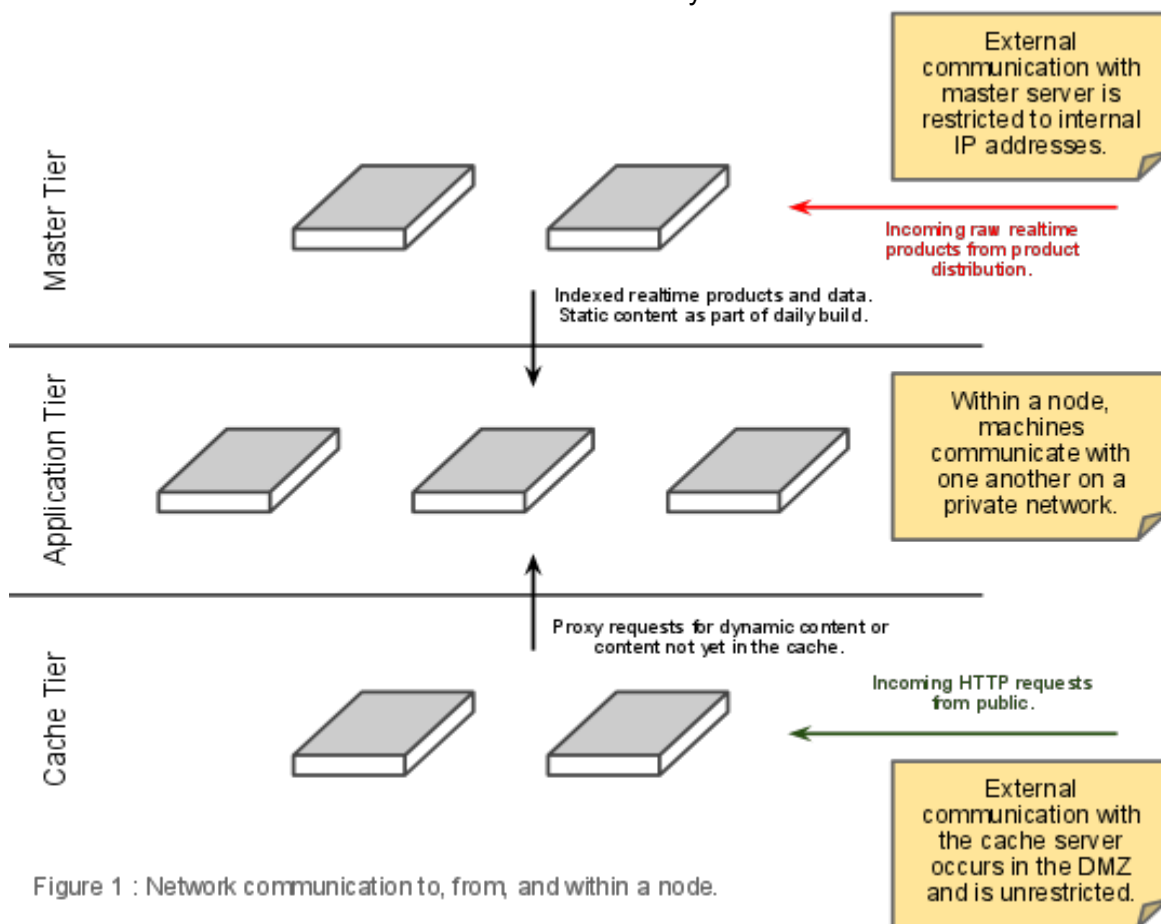 External
communication with
master server is
restricted to internal
IP addresses.
Master Tier
Incoming raw realtime
products from product
distribution.
Indexed realtime products and data.
Static content as part of daily build.
Application Tier
Within a node,
machines
communicate with
one another on a
private network.
Proxy requests for dynamic content or
content not yet in the cache.
Cache Tier
Incoming HTTP requests
from public.
External
communication with
the cache server
occurs in the DMZ
and is unrestricted.
Figure 1 : Network communication to, from, and within a node.